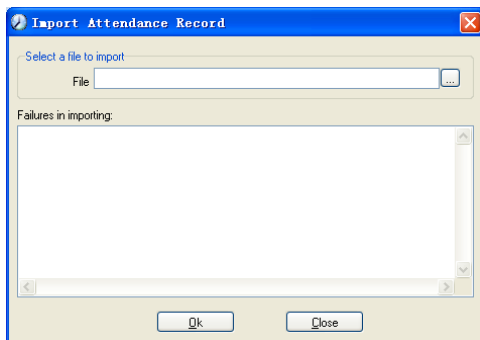 Import Attendance Record
Select a file to import
File
...
Failures in importing:
Ok
Close